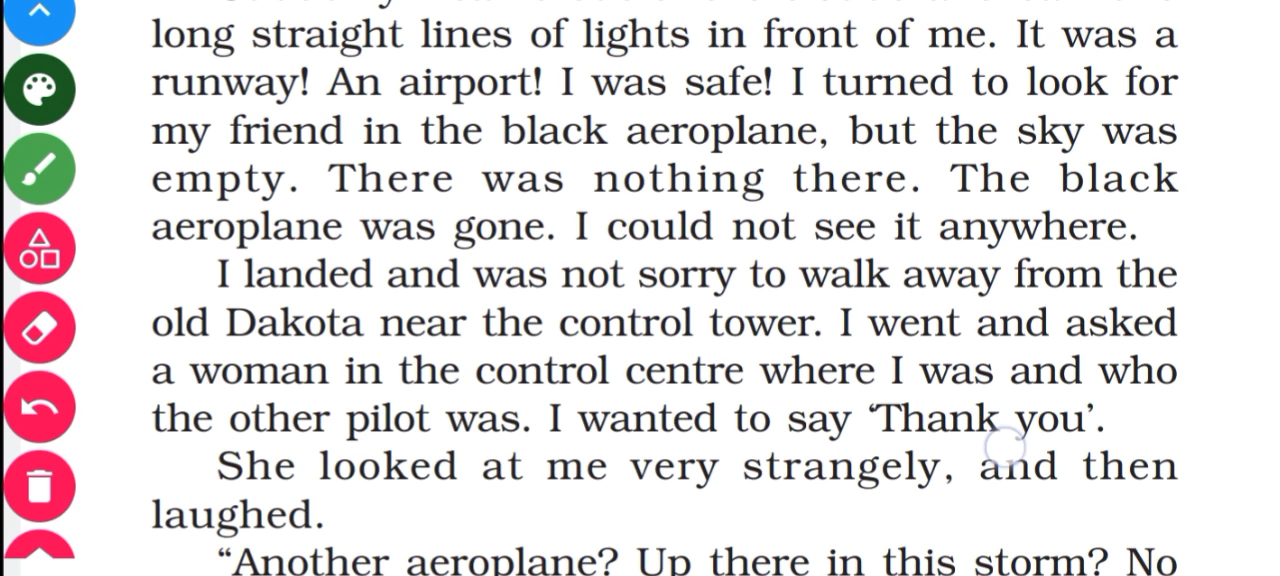 long straight lines of lights in front of me. It was a
runway! An airport! I was safe! I turned to look for
my friend in the black aeroplane, but the sky was
empty. There was nothing there. The black
aeroplane was gone. I could not see it anywhere.
I landed and was not sorry to walk away from the
old Dakota near the control tower. I went and asked
a woman in the control centre where I was and who
the other pilot was. I wanted to say ‘Thank you’.
She looked at me very strangely, and then
laughed.
“Another aeroplane? Up there in this storm? No